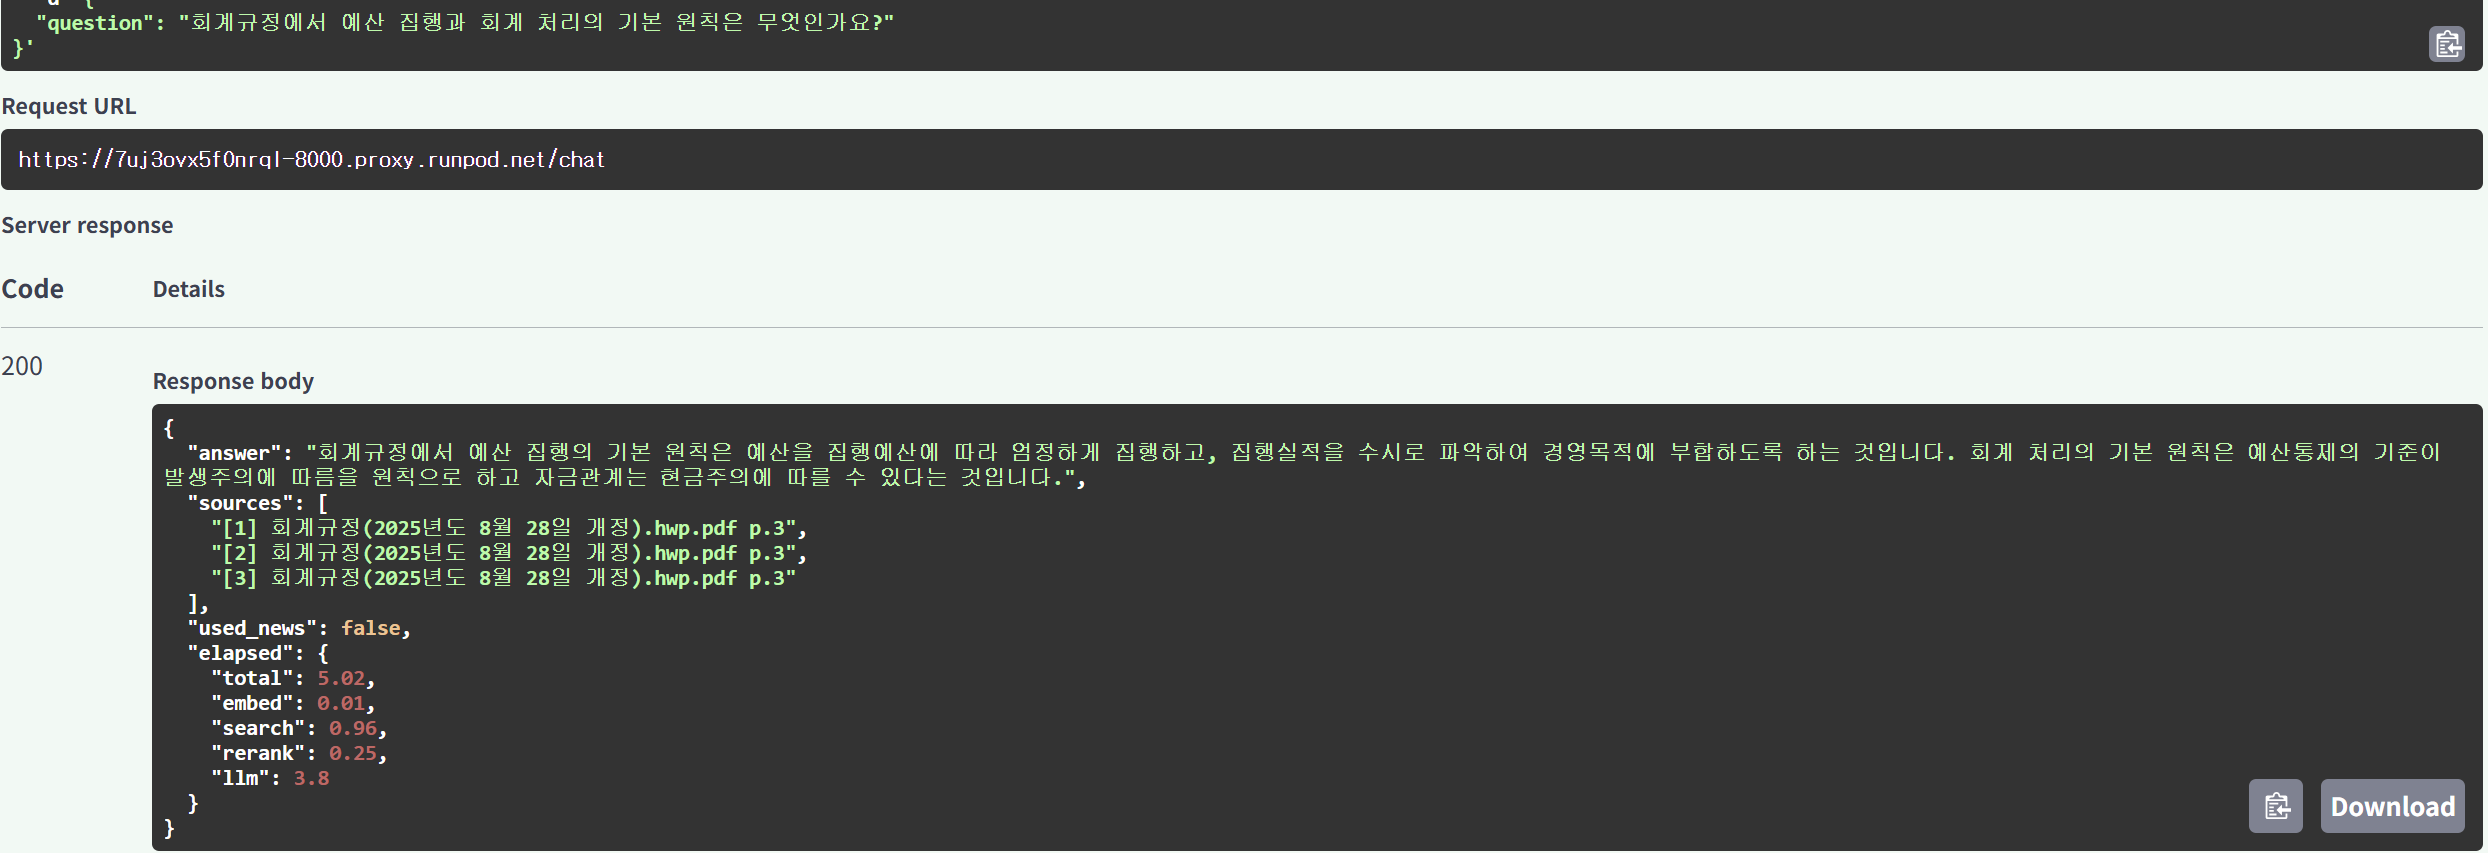 "question": "회계규정에서 예산 집행과 회계 처리의 기본 원칙은 무엇인가요?"
}'
Request URL
https://7uj3ovx5f0nrql-8000.proxy.runpod.net/chat
Server response
Code Details
200
Response body
{
"answer": "회계규정에서 예산 집행의 기본 원칙은 예산을 집행예산에 따라 엄정하게 집행하고, 집행실적을 수시로 파악하여 경영목적에 부합하도록 하는 것입니다. 회계 처리의 기본 원칙은 예산통제의 기준이
발생주의에 따름을 원칙으로 하고 자금관계는 현금주의에 따를 수 있다는 것입니다.",
"sources": [
"[1] 회계규정(2025년도 8월 28일 개정).hwp.pdf p.3",
"[2] 회계규정(2025년도 8월 28일 개정).hwp.pdf p.3",
"[3] 회계규정(2025년도 8월 28일 개정).hwp.pdf p.3"
],
"used_news": false,
"elapsed": {
"total": 5.02,
"embed": 0.01,
"search": 0.96,
"rerank": 0.25,
"llm": 3.8
}
}
Download